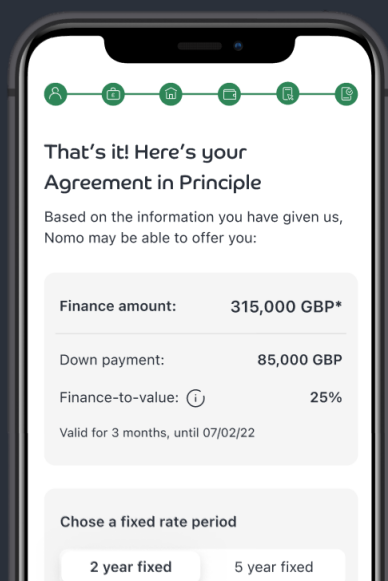 That's it! Here's your
Agreement in Principle
Based on the information you have given us,
Nomo may be able to offer you:
Finance amount: 315,000 GBP*
Down payment: 85,000 GBP
Finance-to-value: 25%
Valid for 3 months, until 07/02/22
Chose a fixed rate period
2 year fixed 5 year fixed